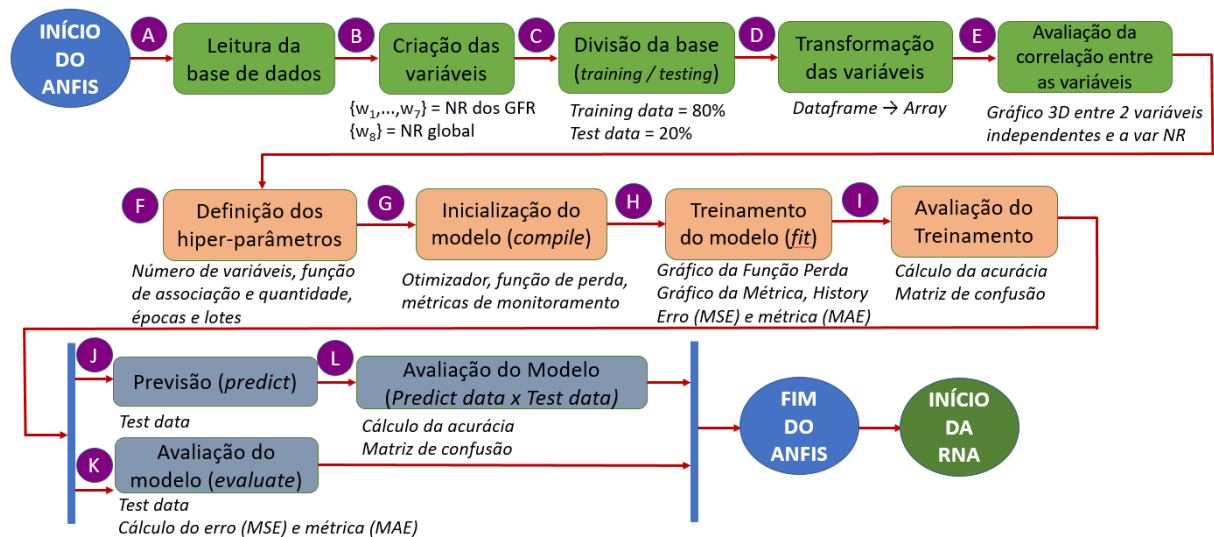 INÍCIO
DO
ANFIS
A
Leitura da
base de dados
B
Criação das
variáveis
{w1,...,w7} = NR dos GFR
{w8} = NR global
C
Divisão da base
(training / testing)
Training data = 80%
Test data = 20%
D
Transformação
das variáveis
Dataframe → Array
E
Avaliação da
correlação entre
as variáveis
Gráfico 3D entre 2 variáveis
independentes e a var NR
F
Definição dos
hiper-parâmetros
Número de variáveis, função
de associação e quantidade,
épocas e lotes
G
Inicialização do
modelo (compile)
Otimizador, função de perda,
métricas de monitoramento
H
Treinamento
do modelo (fit)
Gráfico da Função Perda
Gráfico da Métrica, History
Erro (MSE) e métrica (MAE)
I
Avaliação do
Treinamento
Cálculo da acurácia
Matriz de confusão
J
Previsão (predict)
Test data
L
Avaliação do Modelo
(Predict data x Test data)
Cálculo da acurácia
Matriz de confusão
K
Avaliação do
modelo (evaluate)
Test data
Cálculo do erro (MSE) e métrica (MAE)
FIM
DO
ANFIS
INÍCIO
DA
RNA